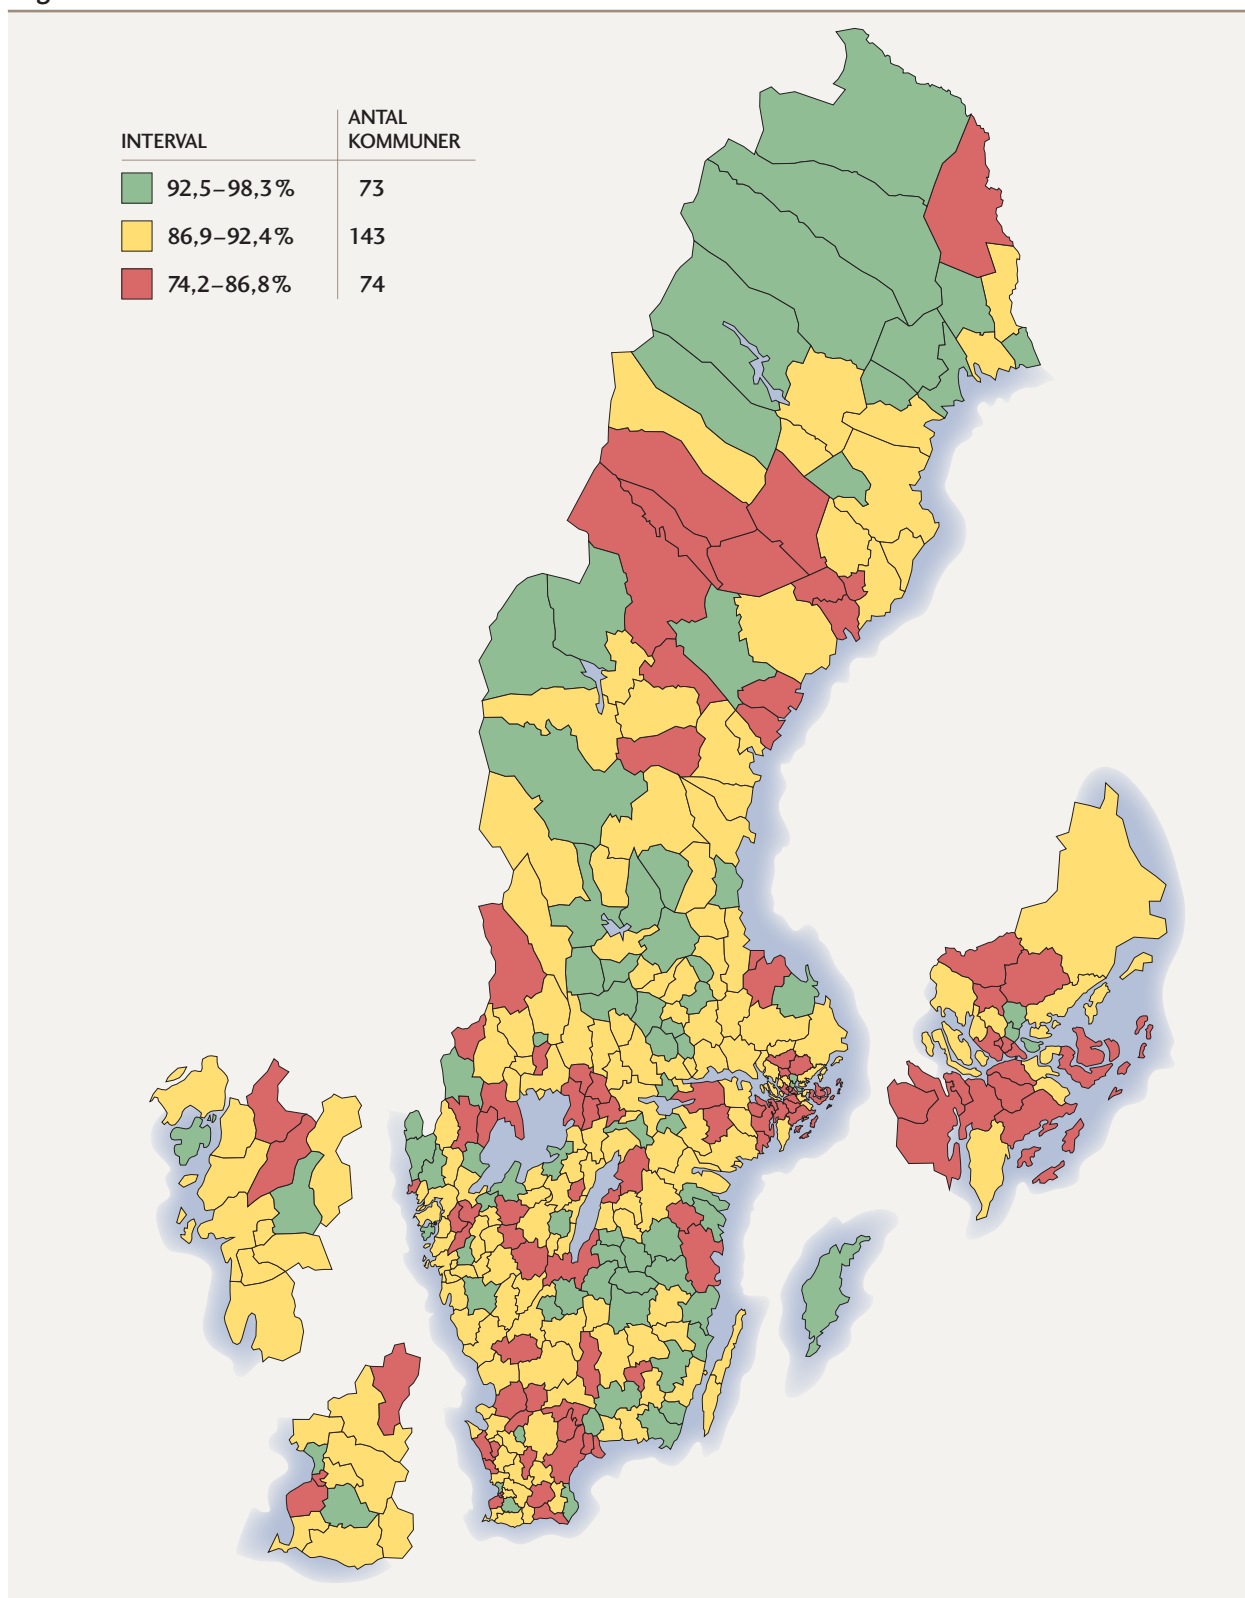 INTERVAL
ANTAL
KOMMUNER
92,5–98,3 % 73
86,9–92,4 % 143
74,2–86,8 % 74